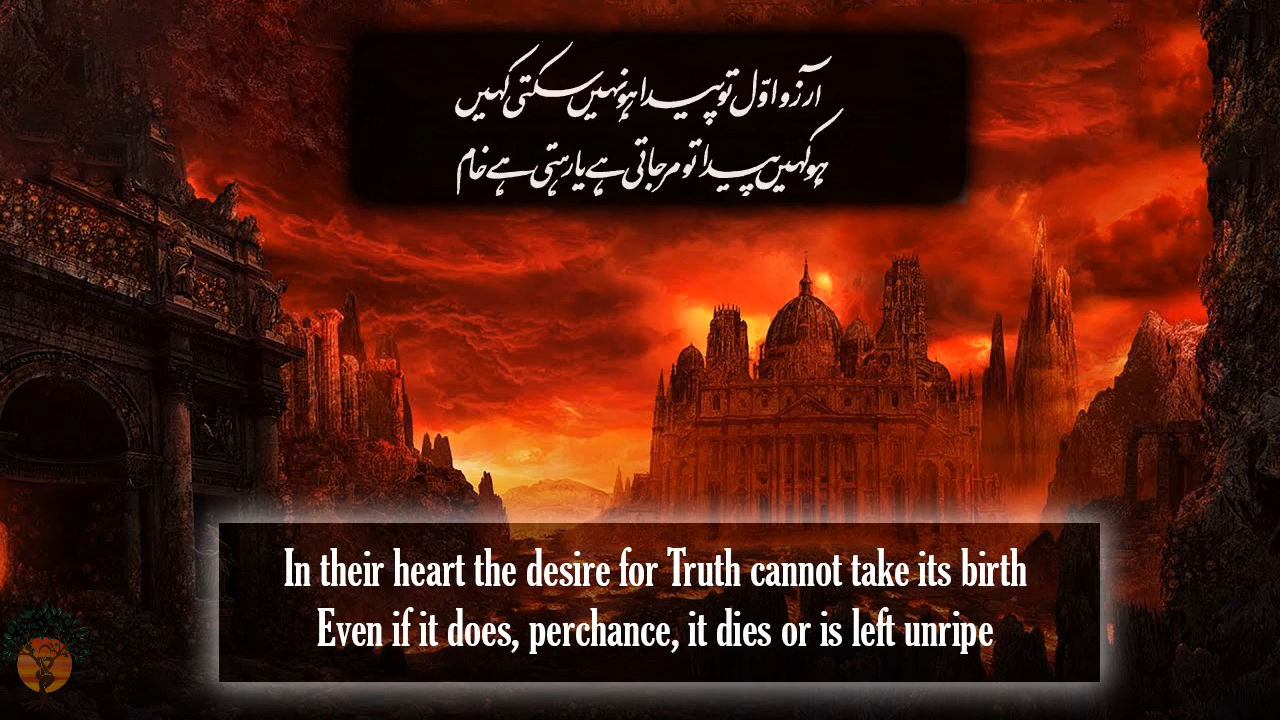 آرزو اوّل تو پیدا ہو نہیں سکتی کہیں
ہو کہیں پیدا تو مر جاتی ہے یا رہتی ہے خام
In their heart the desire for Truth cannot take its birth
Even if it does, perchance, it dies or is left unripe